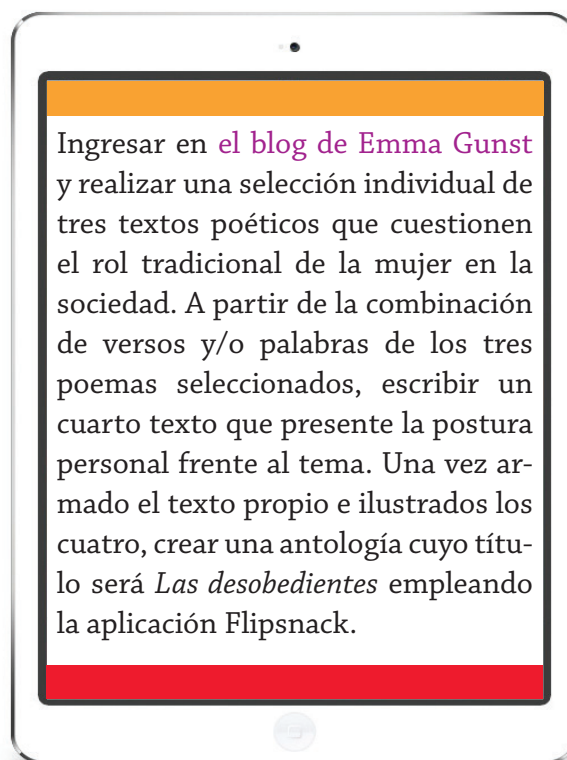 Ingresar en el blog de Emma Gunst
y realizar una selección individual de
tres textos poéticos que cuestionen
el rol tradicional de la mujer en la
sociedad. A partir de la combinación
de versos y/o palabras de los tres
poemas seleccionados, escribir un
cuarto texto que presente la postura
personal frente al tema. Una vez ar-
mado el texto propio e ilustrados los
cuatro, crear una antología cuyo títu-
lo será Las desobedientes empleando
la aplicación Flipsnack.